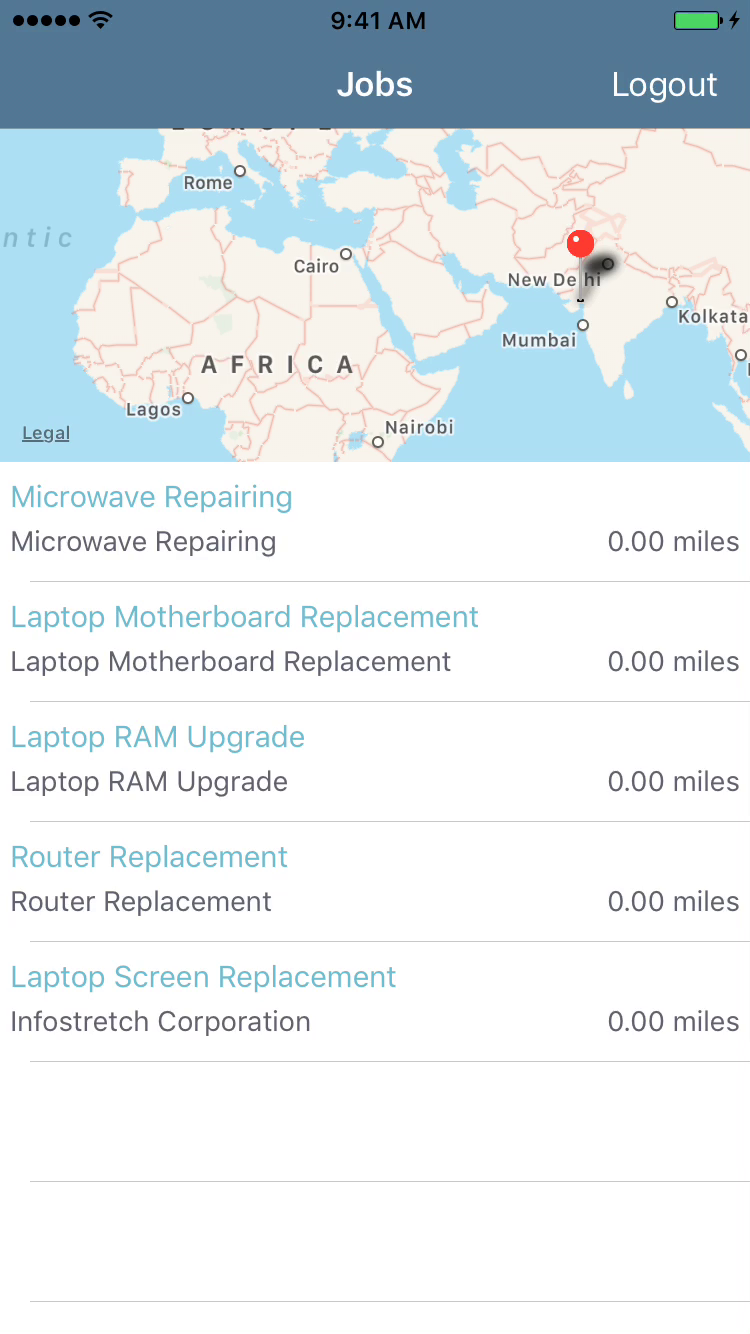 9:41 AM
Jobs
Logout
Rome
ntic
Cairo
New De hi
Kolkata
Mumbai
AFRICA
Lagos
Nairobi
Legal
Microwave Repairing
Microwave Repairing 0.00 miles
Laptop Motherboard Replacement
Laptop Motherboard Replacement 0.00 miles
Laptop RAM Upgrade
Laptop RAM Upgrade 0.00 miles
Router Replacement
Router Replacement 0.00 miles
Laptop Screen Replacement
Infostretch Corporation 0.00 miles